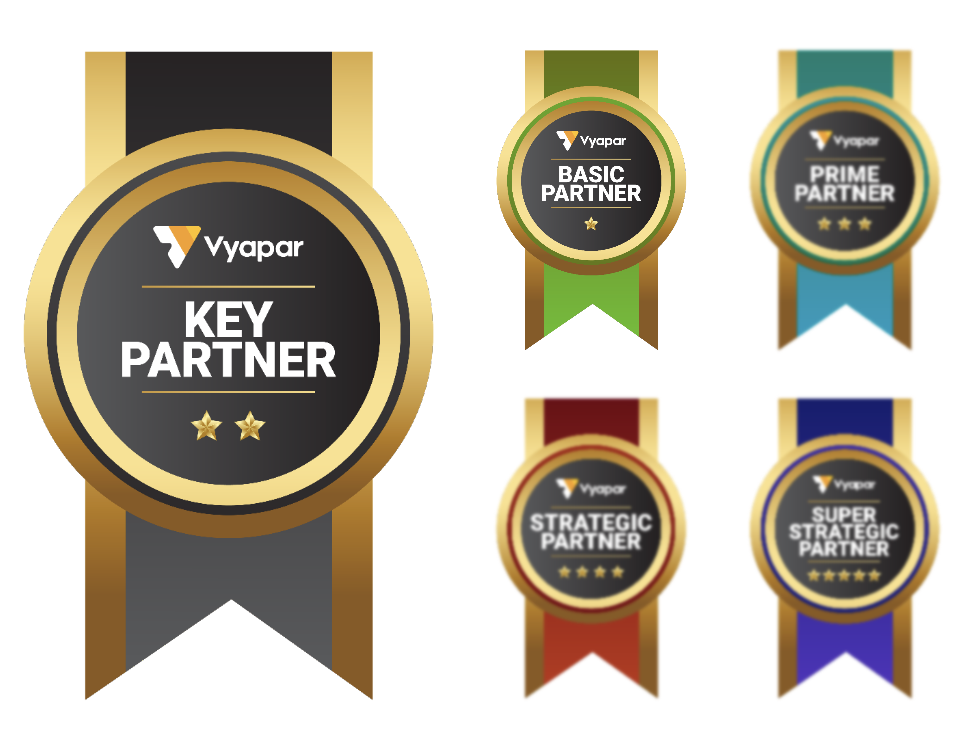 Vyapar
KEY
PARTNER
Vyapar
BASIC
PARTNER
Vyapar
PRIME
PARTNER
Vyapar
STRATEGIC
PARTNER
Vyapar
SUPER
STRATEGIC
PARTNER